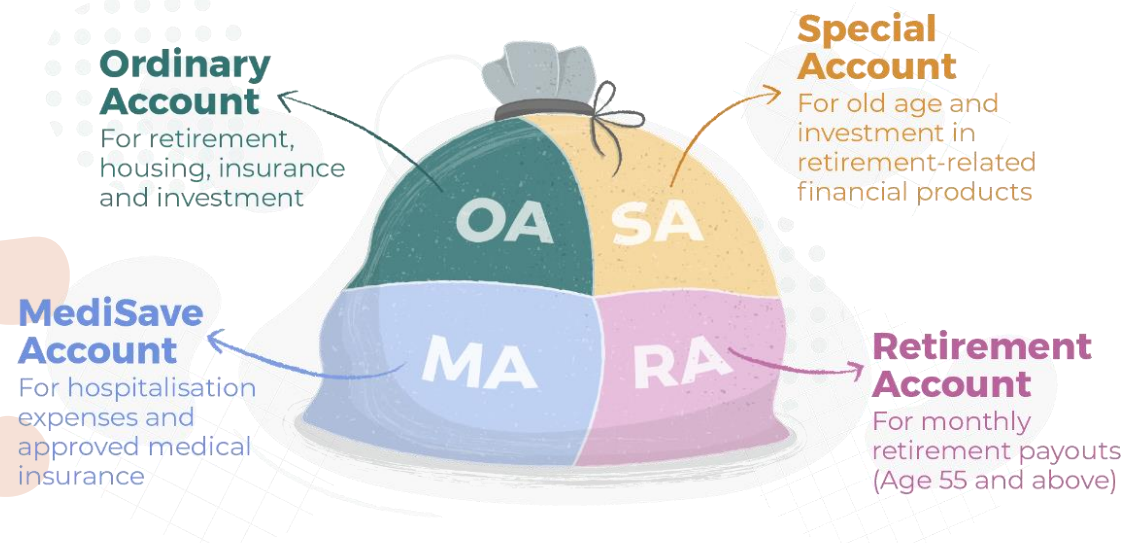 Ordinary
Account
For retirement,
housing, insurance
and investment
Special
Account
For old age and
investment in
retirement-related
financial products
OA
SA
MediSave
Account
For hospitalisation
expenses and
approved medical
insurance
MA
RA
Retirement
Account
For monthly
retirement payouts
(Age 55 and above)